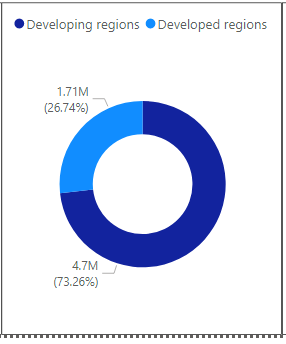 Developing regions Developed regions
1.71M
(26.74%)
4.7M
(73.26%)